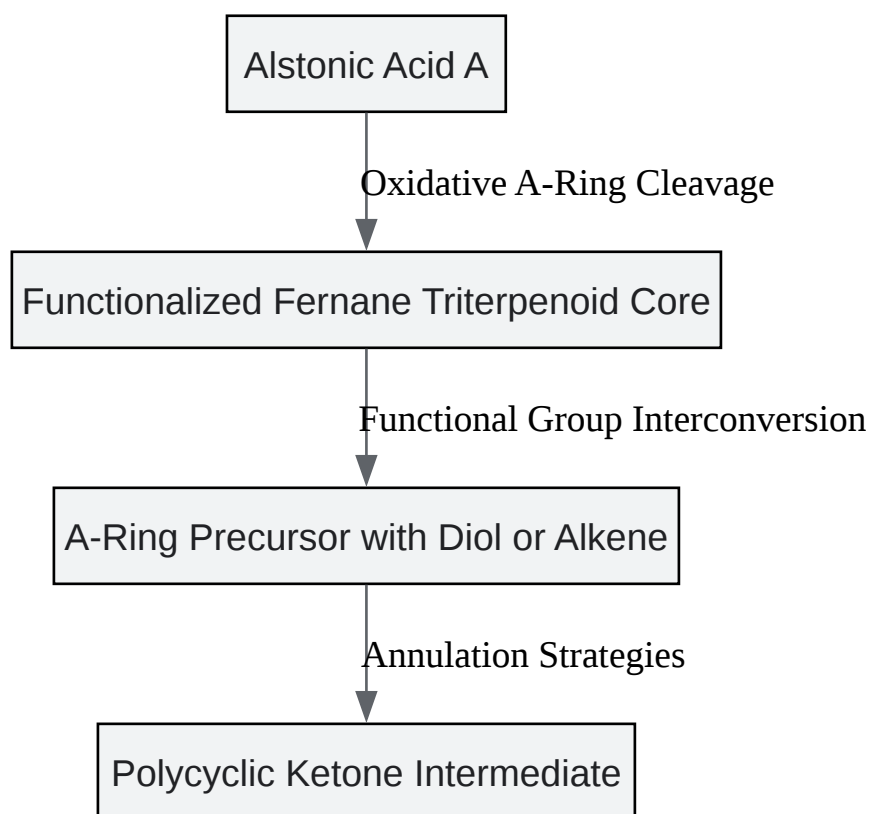 Alstonic Acid A
Oxidative A-Ring Cleavage
Functionalized Fernane Triterpenoid Core
Functional Group Interconversion
A-Ring Precursor with Diol or Alkene
Annulation Strategies
Polycyclic Ketone Intermediate